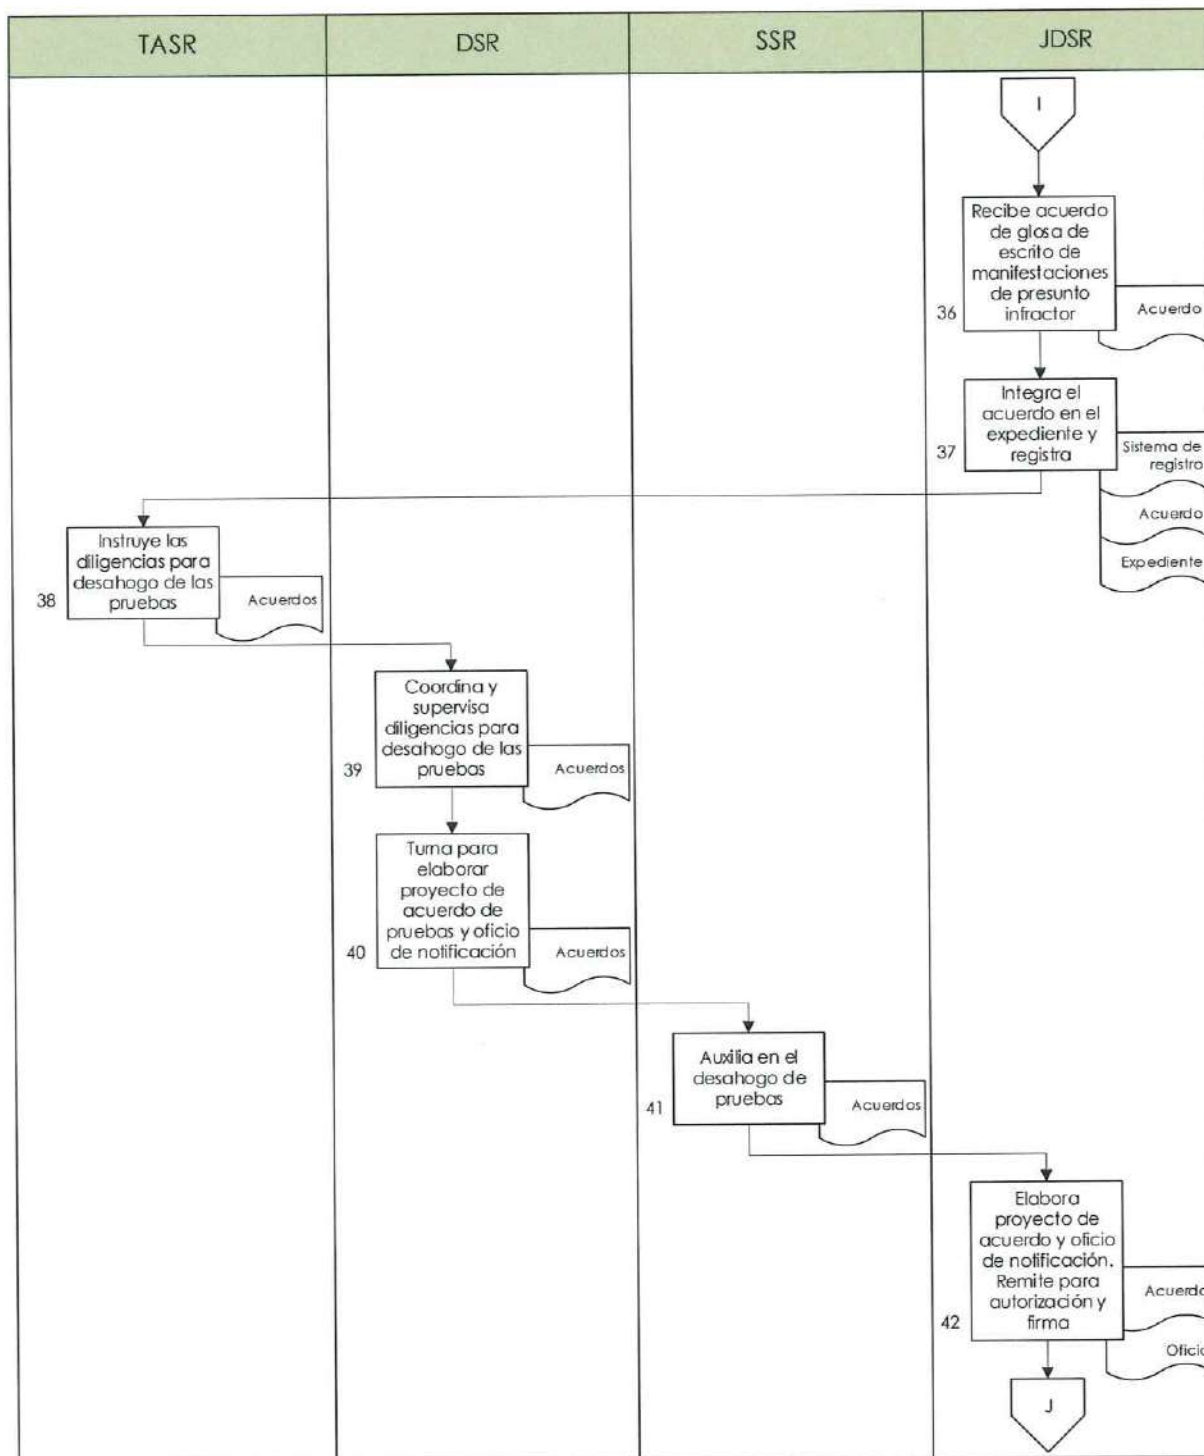 TASR
DSR
SSR
JDSR
I
Recibe acuerdo
de glosa de
escrito de
manifestaciones
de presunto
infractor
36
Acuerdo
Integra el
acuerdo en el
expediente y
registra
37
Sistema de
registro
Acuerdo
Expediente
Instruye las
diligencias para
desahogo de las
pruebas
38
Acuerdos
Coordina y
supervisa
diligencias para
desahogo de las
pruebas
39
Acuerdos
Turna para
elaborar
proyecto de
acuerdo de
pruebas y oficio
de notificación
40
Acuerdos
Auxilia en el
desahogo de
pruebas
41
Acuerdos
Elabora
proyecto de
acuerdo y oficio
de notificación.
Remite para
autorización y
firma
42
Acuerdo
Oficio
J